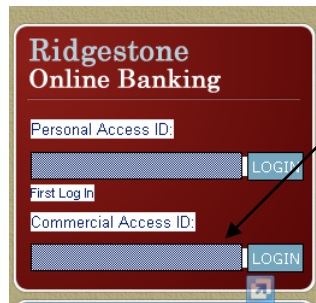 Ridgestone
Online Banking
Personal Access ID:
LOGIN
First Log In
Commercial Access ID:
LOGIN